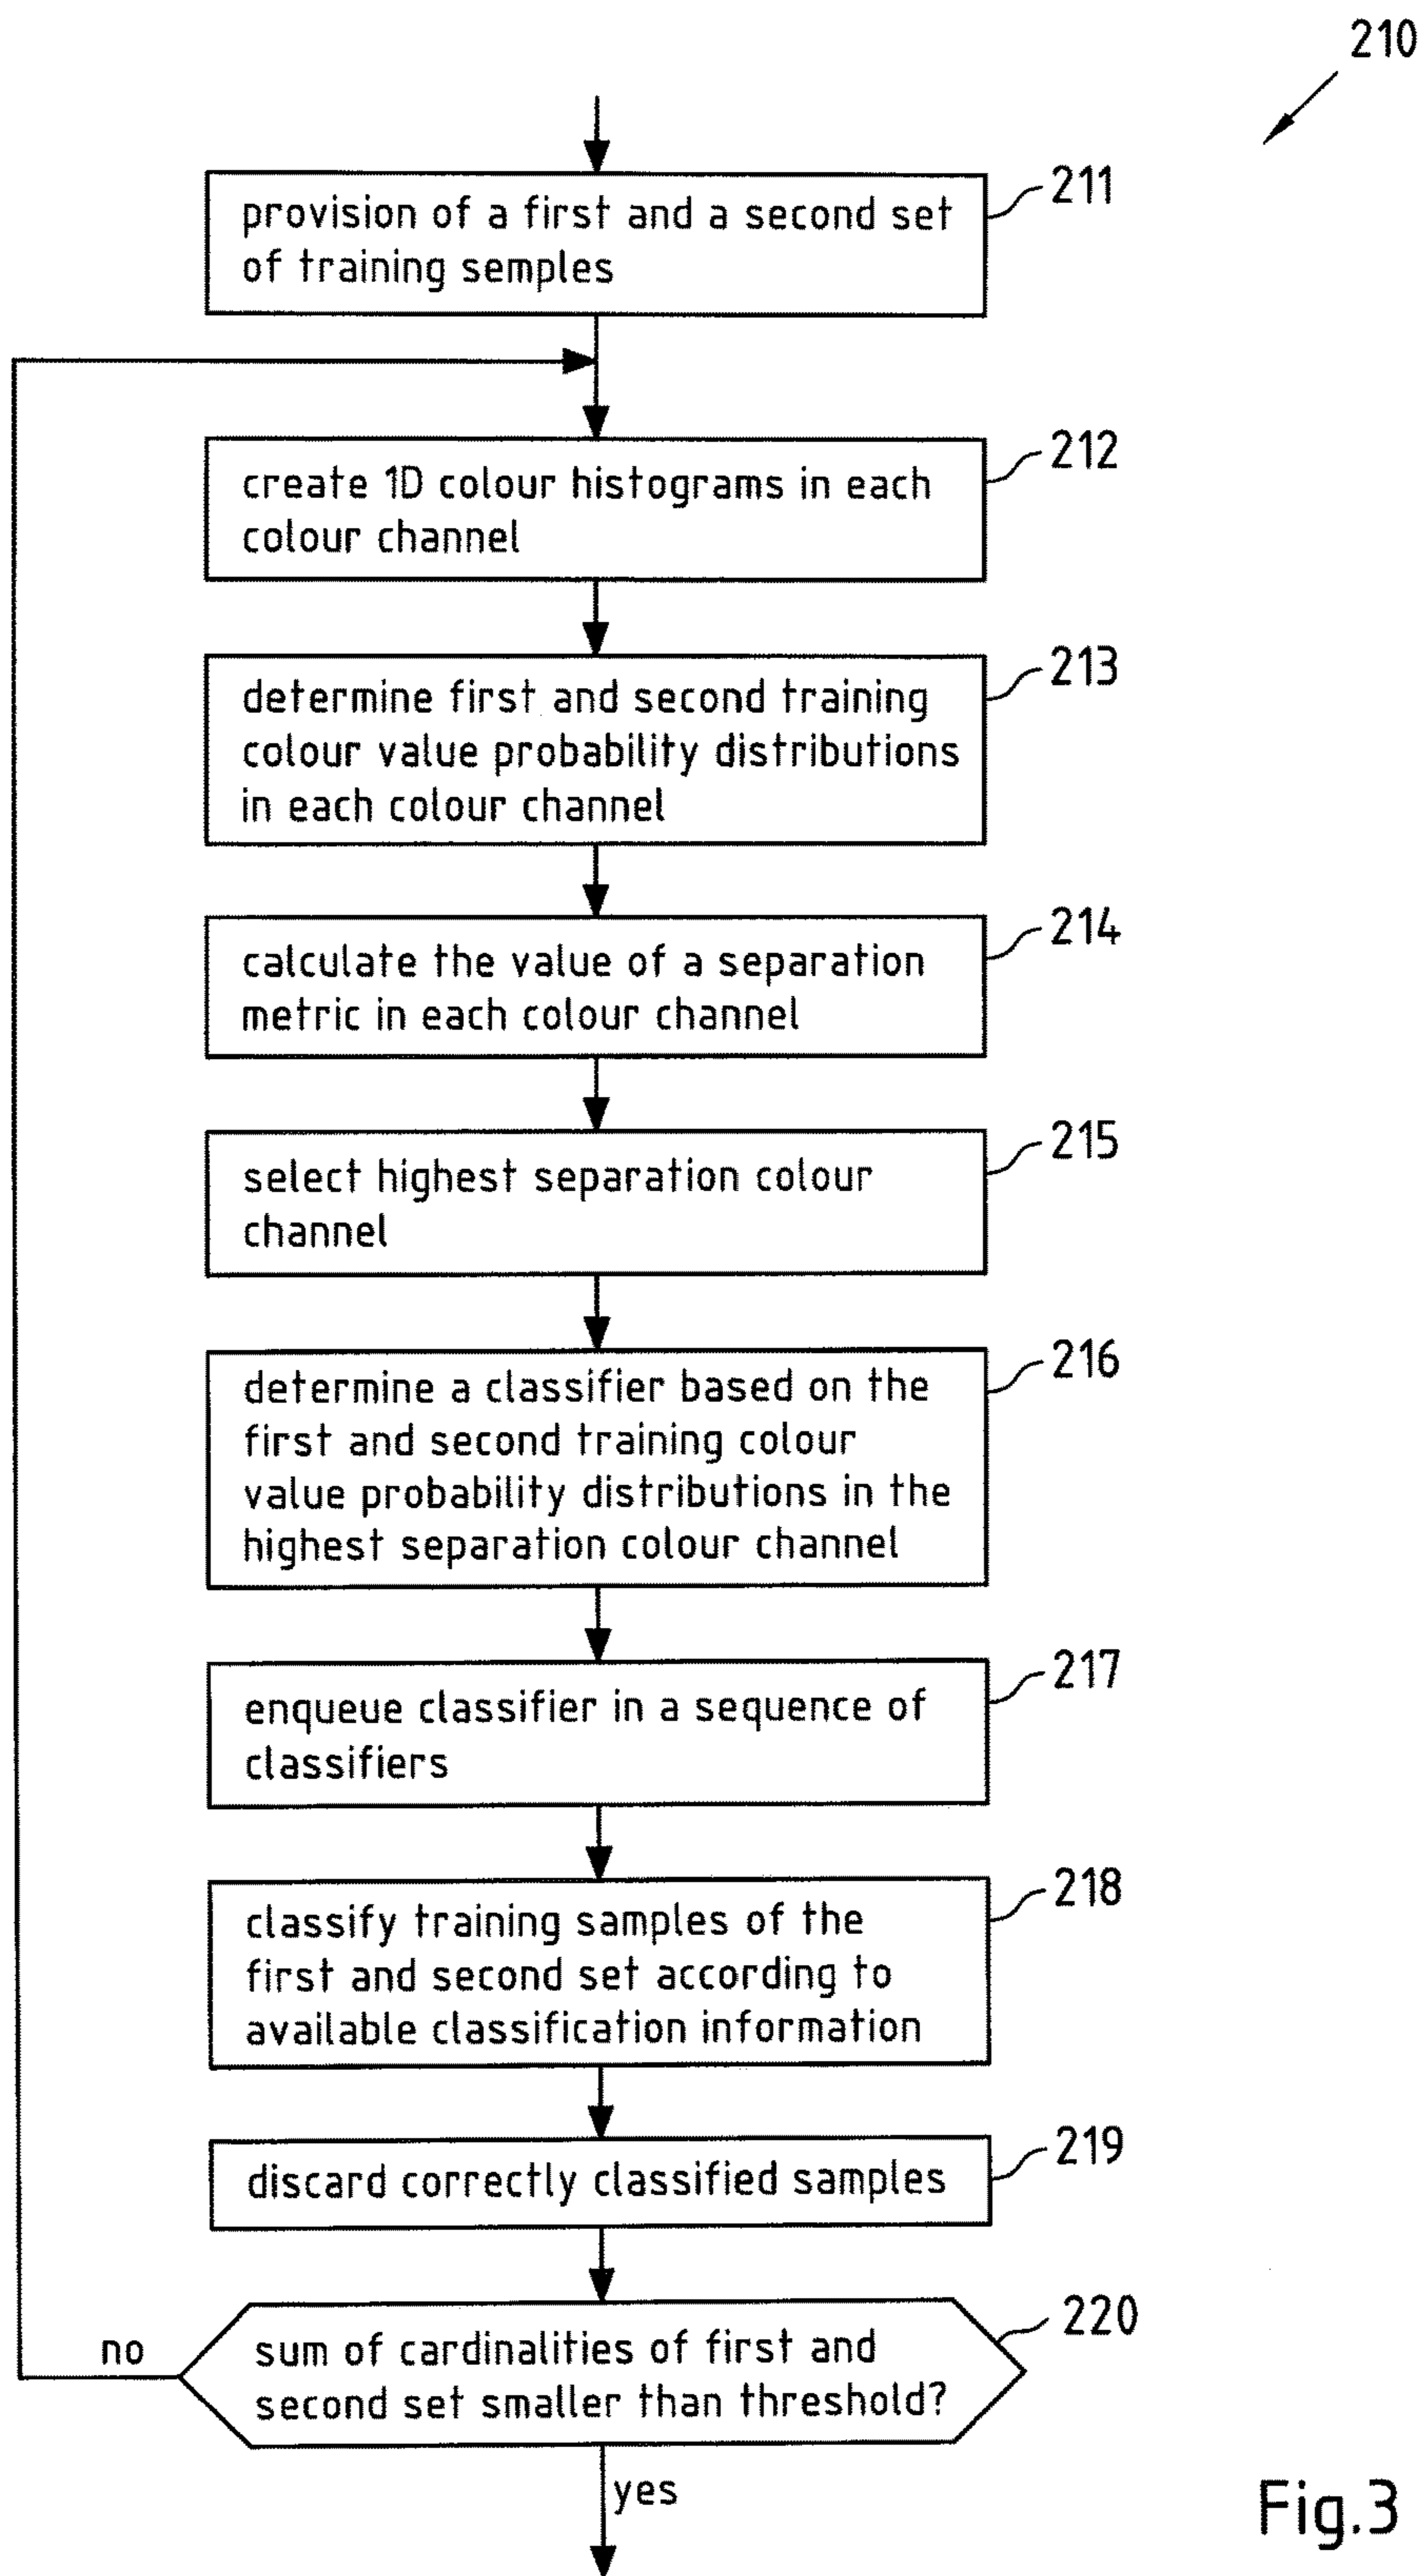 210
211
provision of a first and a second set
of training semples
212
create 1D colour histograms in each
colour channel
213
determine first and second training
colour value probability distributions
in each colour channel
214
calculate the value of a separation
metric in each colour channel
215
select highest separation colour
channel
216
determine a classifier based on the
first and second training colour
value probability distributions in the
highest separation colour channel
217
enqueue classifier in a sequence of
classifiers
218
classify training samples of the
first and second set according to
available classification information
219
discard correctly classified samples
220
no
sum of cardinalities of first and
second set smaller than threshold?
yes
Fig.3